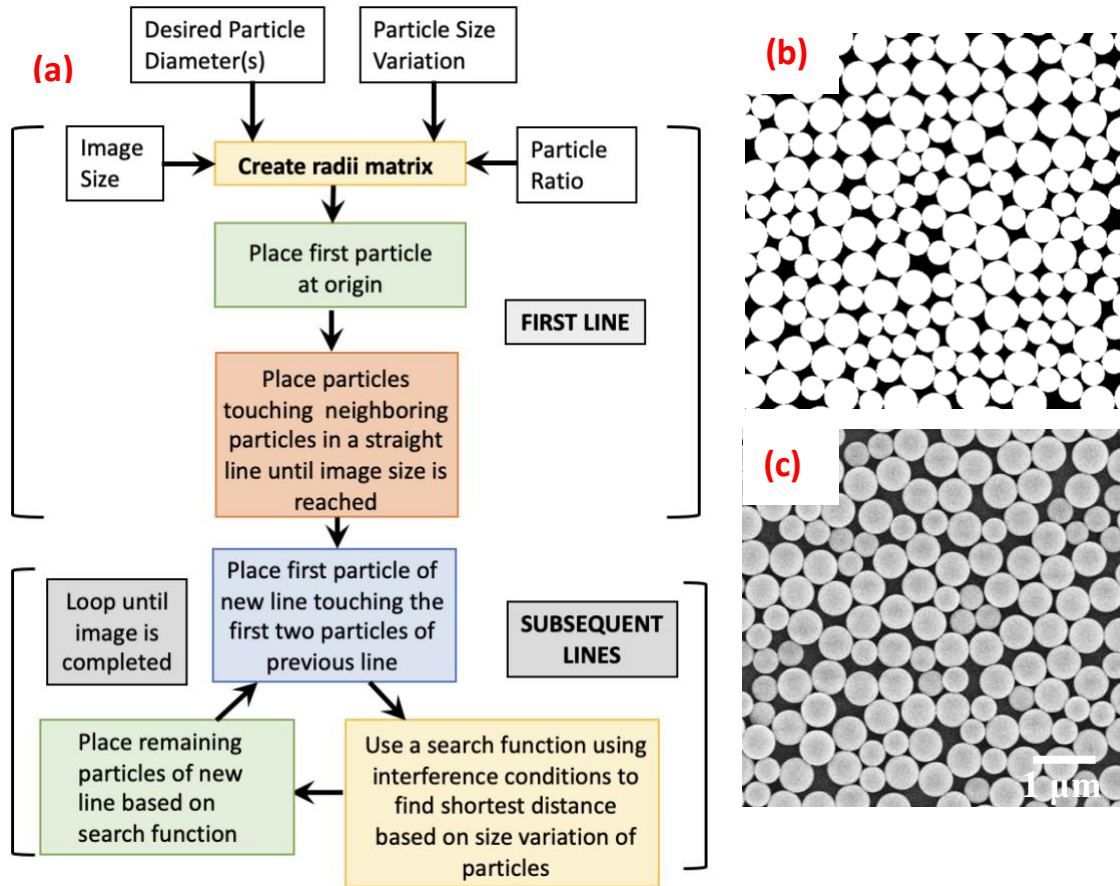 (a)
Desired Particle
Diameter(s)
Particle Size
Variation
Image
Size
Create radii matrix
Particle
Ratio
Place first particle
at origin
FIRST LINE
Place particles
touching neighboring
particles in a straight
line until image size is
reached
Loop until
image is
completed
Place first particle of
new line touching the
first two particles of
previous line
SUBSEQUENT
LINES
Place remaining
particles of new
line based on
search function
Use a search function using
interference conditions to
find shortest distance
based on size variation of
particles
(b)
(c)
1 μm